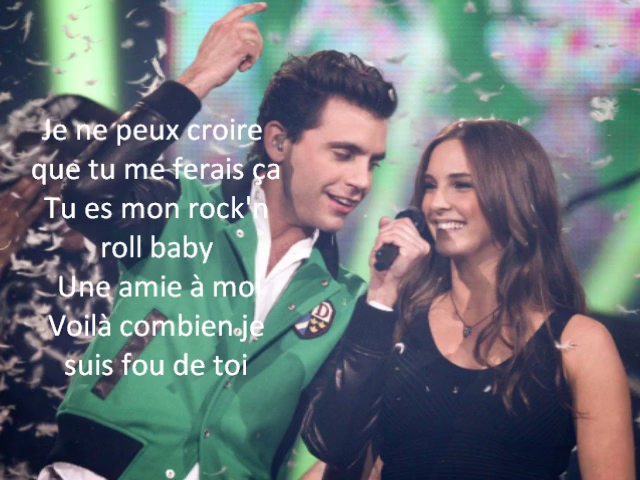 Je ne peux croire
que tu me ferais ça
Tu es mon rock'n
roll baby
Une amie à moi
Voilà combien je
suis fou de toi
D